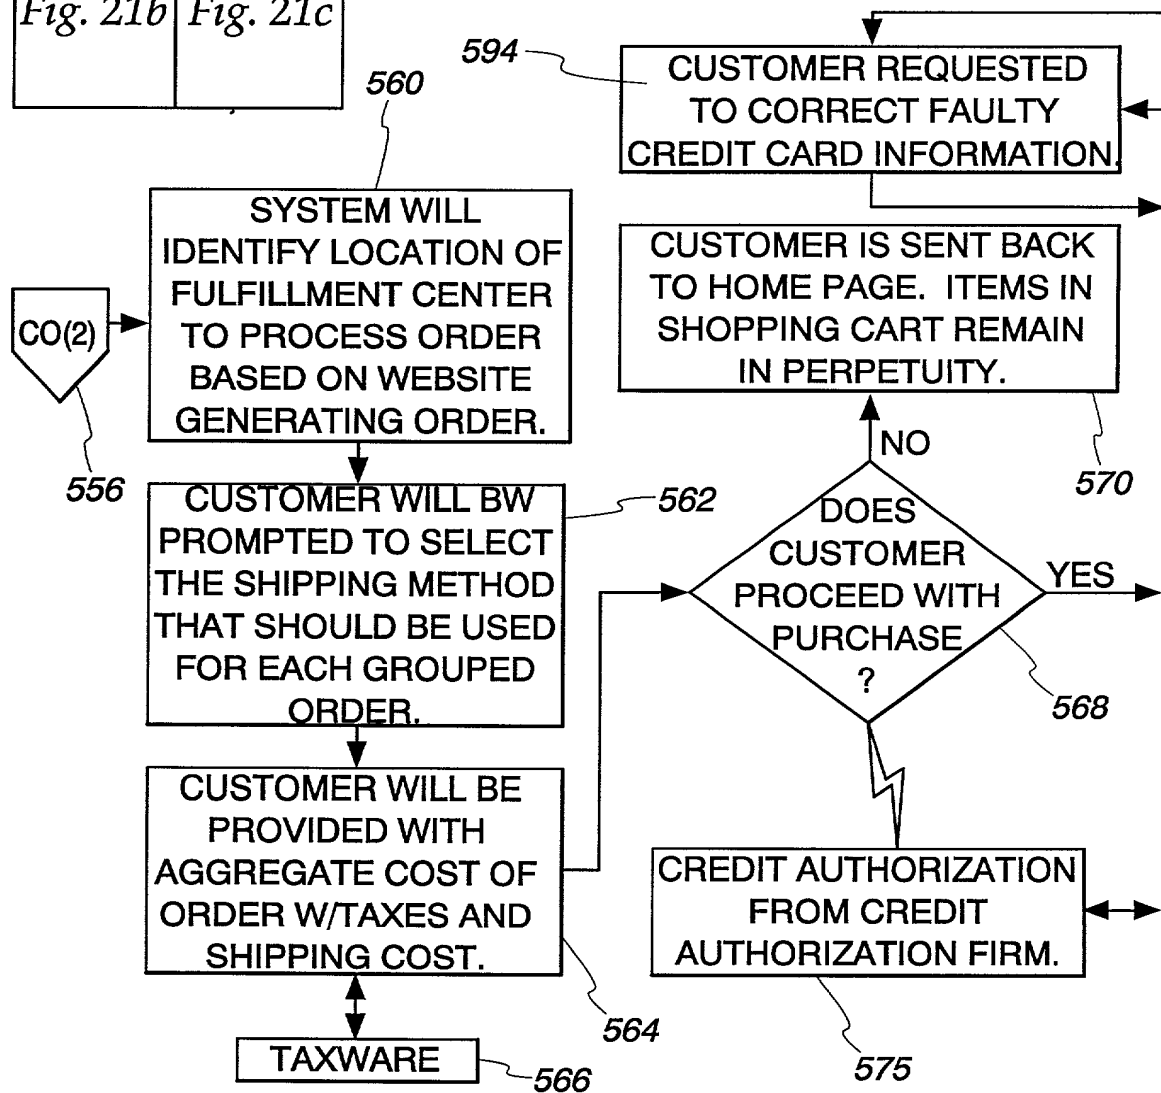 Fig. 21b Fig. 21c
560
SYSTEM WILL
IDENTIFY LOCATION OF
FULFILLMENT CENTER
TO PROCESS ORDER
BASED ON WEBSITE
GENERATING ORDER.
CO(2)
556
CUSTOMER WILL BW
PROMPTED TO SELECT
THE SHIPPING METHOD
THAT SHOULD BE USED
FOR EACH GROUPED
ORDER.
562
CUSTOMER WILL BE
PROVIDED WITH
AGGREGATE COST OF
ORDER W/TAXES AND
SHIPPING COST.
564
TAXWARE
566
594
CUSTOMER REQUESTED
TO CORRECT FAULTY
CREDIT CARD INFORMATION.
CUSTOMER IS SENT BACK
TO HOME PAGE. ITEMS IN
SHOPPING CART REMAIN
IN PERPETUITY.
570
NO
DOES
CUSTOMER
PROCEED WITH
PURCHASE
?
YES
568
CREDIT AUTHORIZATION
FROM CREDIT
AUTHORIZATION FIRM.
575